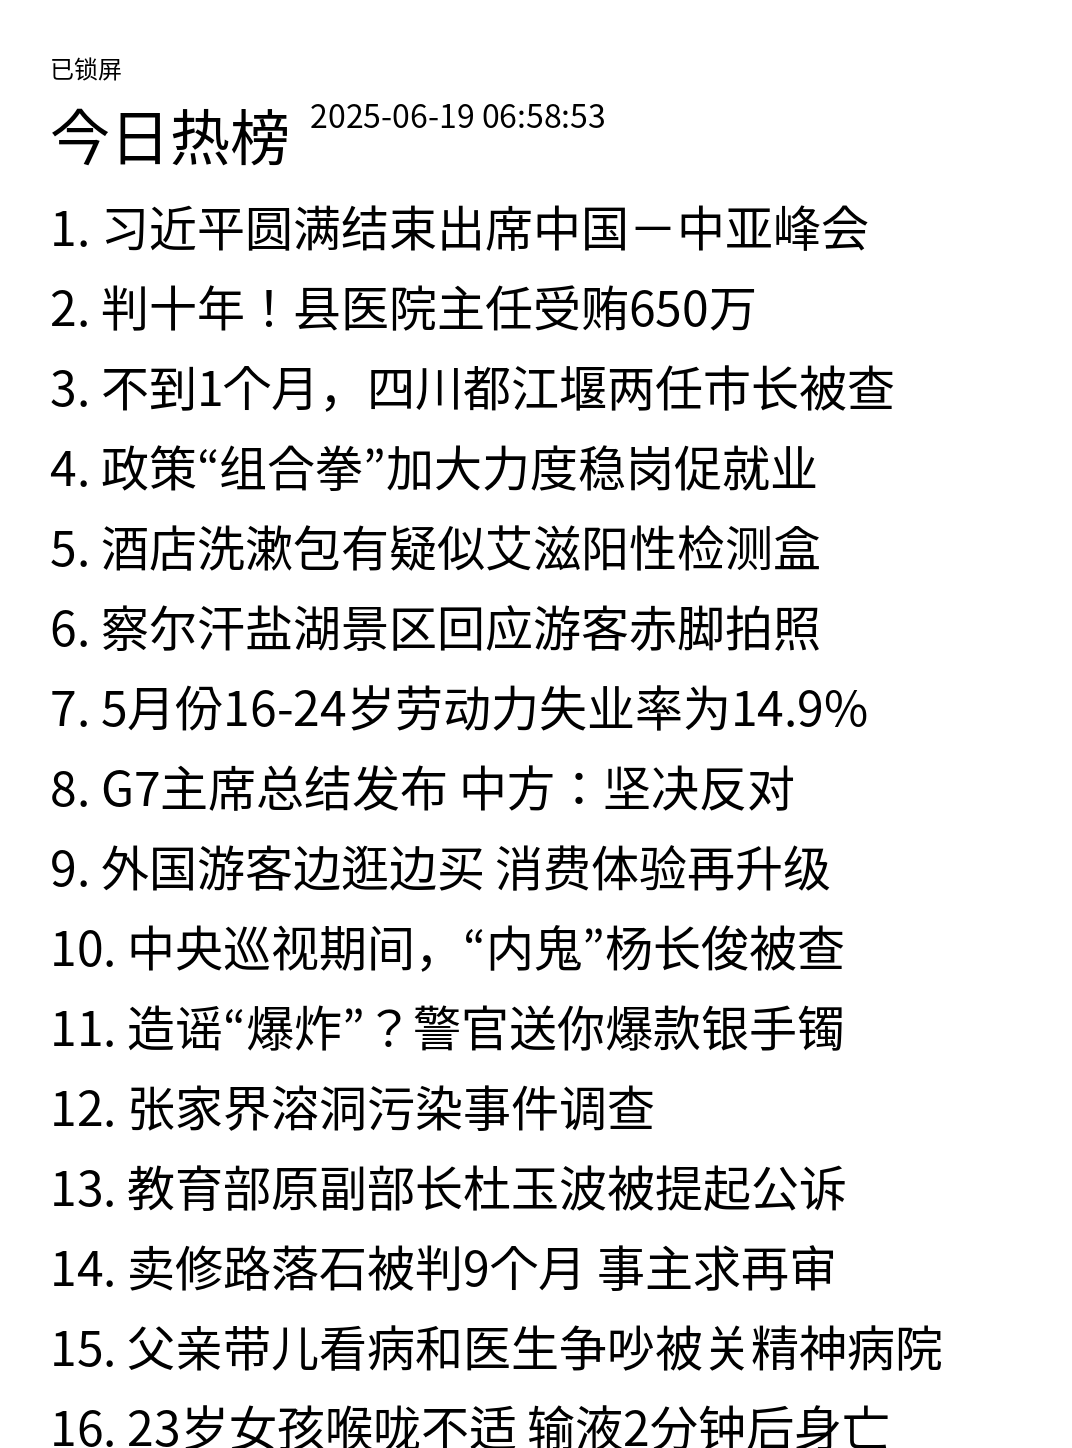 已锁屏
今日热榜 2025-06-19 06:58:53
1. 习近平圆满结束出席中国－中亚峰会
2. 判十年！县医院主任受贿650万
3. 不到1个月，四川都江堰两任市长被查
4. 政策“组合拳”加大力度稳岗促就业
5. 酒店洗漱包有疑似艾滋阳性检测盒
6. 察尔汗盐湖景区回应游客赤脚拍照
7. 5月份16-24岁劳动力失业率为14.9%
8. G7主席总结发布 中方：坚决反对
9. 外国游客边逛边买 消费体验再升级
10. 中央巡视期间，“内鬼”杨长俊被查
11. 造谣“爆炸”？警官送你爆款银手镯
12. 张家界溶洞污染事件调查
13. 教育部原副部长杜玉波被提起公诉
14. 卖修路落石被判9个月 事主求再审
15. 父亲带儿看病和医生争吵被关精神病院
16. 23岁女孩喉咙不适 输液2分钟后身亡